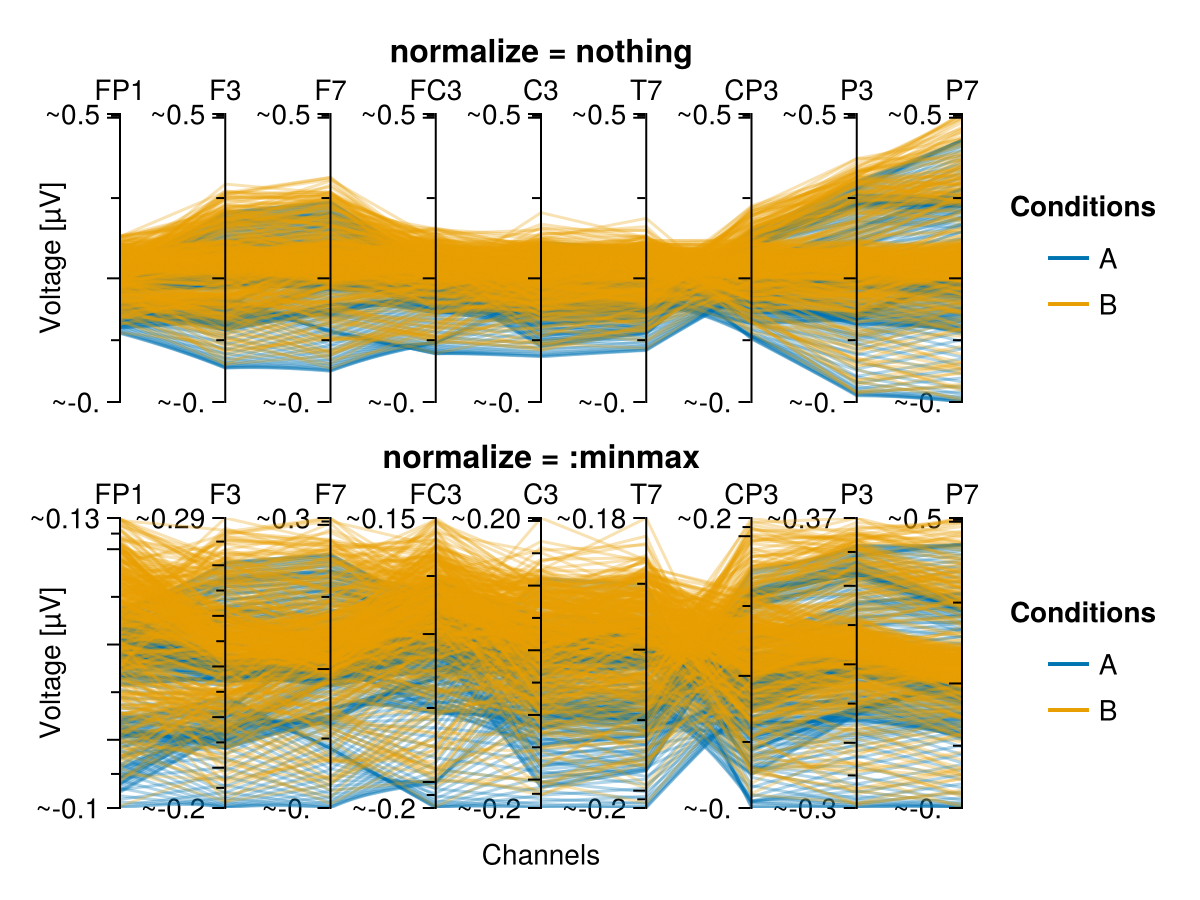 normalize = nothing
FP1 F3 F7 FC3 C3 T7 CP3 P3 P7
~0.5 ~0.5 ~0.5 ~0.5 ~0.5 ~0.5 ~0.5 ~0.5 ~0.5
Voltage [µV]
~-0. ~-0. ~-0. ~-0. ~-0. ~-0. ~-0. ~-0. ~-0.
Conditions
A
B
normalize = :minmax
FP1 F3 F7 FC3 C3 T7 CP3 P3 P7
~0.13 ~0.29 ~0.3 ~0.15 ~0.20 ~0.18 ~0.2 ~0.37 ~0.5
Voltage [µV]
~-0.1 ~-0.2 ~-0. ~-0.2 ~-0.2 ~-0.2 ~-0. ~-0.3 ~-0.
Channels
Conditions
A
B